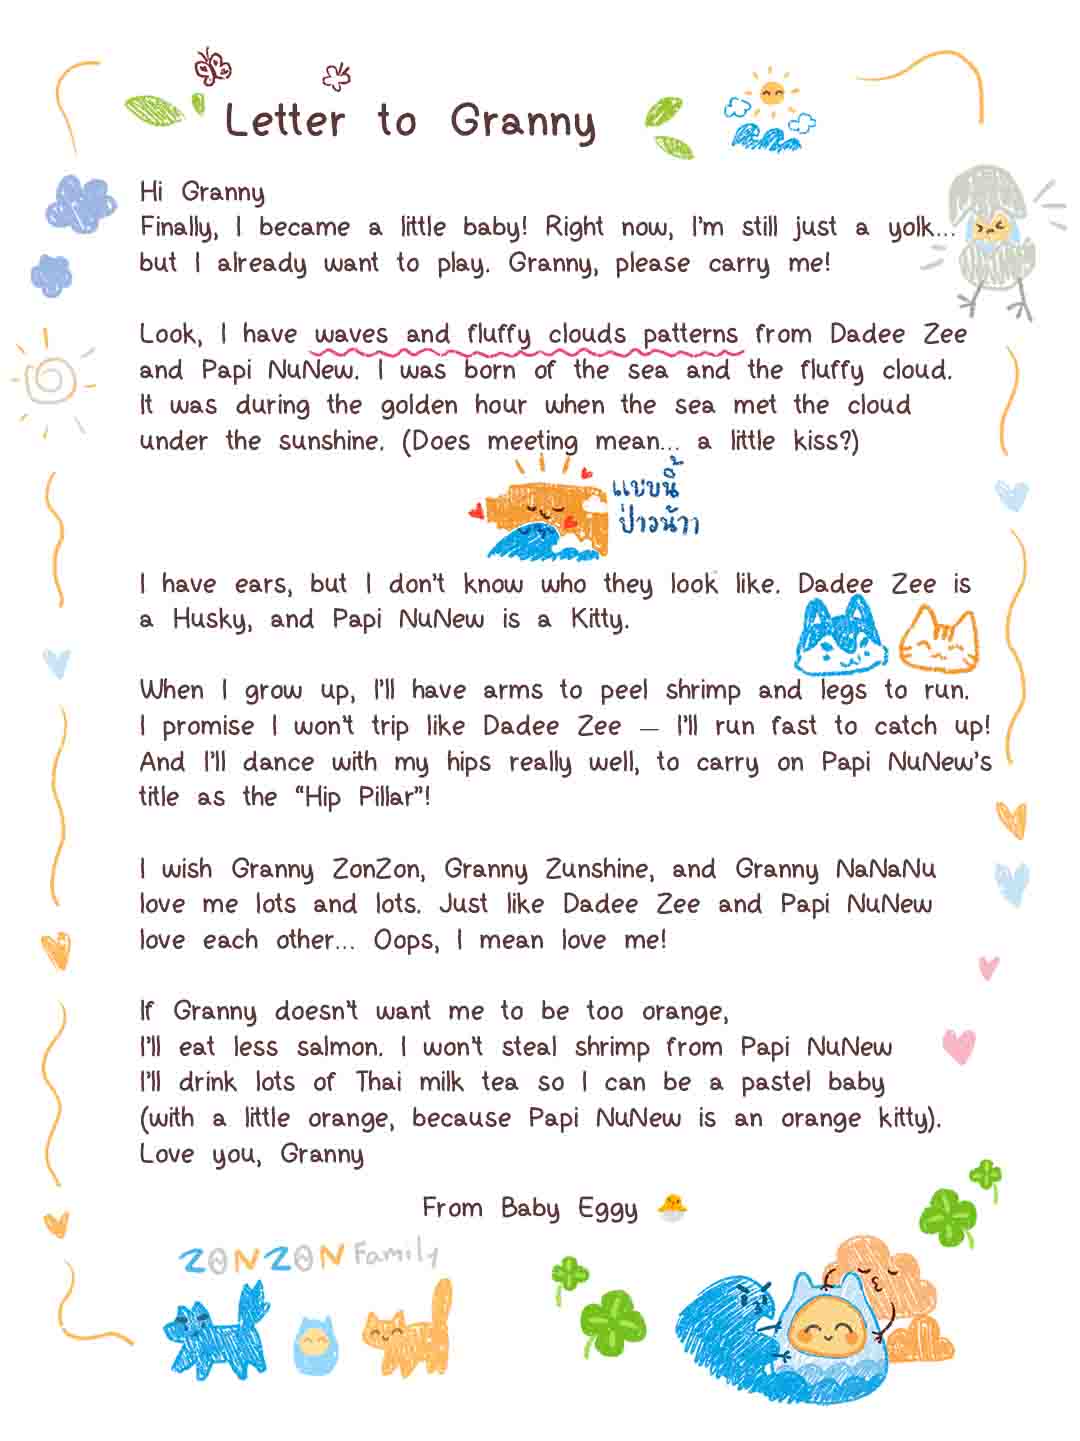 Letter to Granny
Hi Granny
Finally, I became a little baby! Right now, I'm still just a yolk...
but I already want to play. Granny, please carry me!
Look, I have waves and fluffy clouds patterns from Dadee Zee
and Papi NuNew. I was born of the sea and the fluffy cloud.
It was during the golden hour when the sea met the cloud
under the sunshine. (Does meeting mean... a little kiss?)
แบบนี้
ป่าวน้าา
I have ears, but I don't know who they look like. Dadee Zee is
a Husky, and Papi NuNew is a Kitty.
When I grow up, I'll have arms to peel shrimp and legs to run.
I promise I won't trip like Dadee Zee — I'll run fast to catch up!
And I'll dance with my hips really well, to carry on Papi NuNew's
title as the “Hip Pillar”!
I wish Granny ZonZon, Granny Zunshine, and Granny NaNaNu
love me lots and lots. Just like Dadee Zee and Papi NuNew
love each other... Oops, I mean love me!
If Granny doesn't want me to be too orange,
I'll eat less salmon. I won't steal shrimp from Papi NuNew
I'll drink lots of Thai milk tea so I can be a pastel baby
(with a little orange, because Papi NuNew is an orange kitty).
Love you, Granny
From Baby Eggy
ZONZON Family